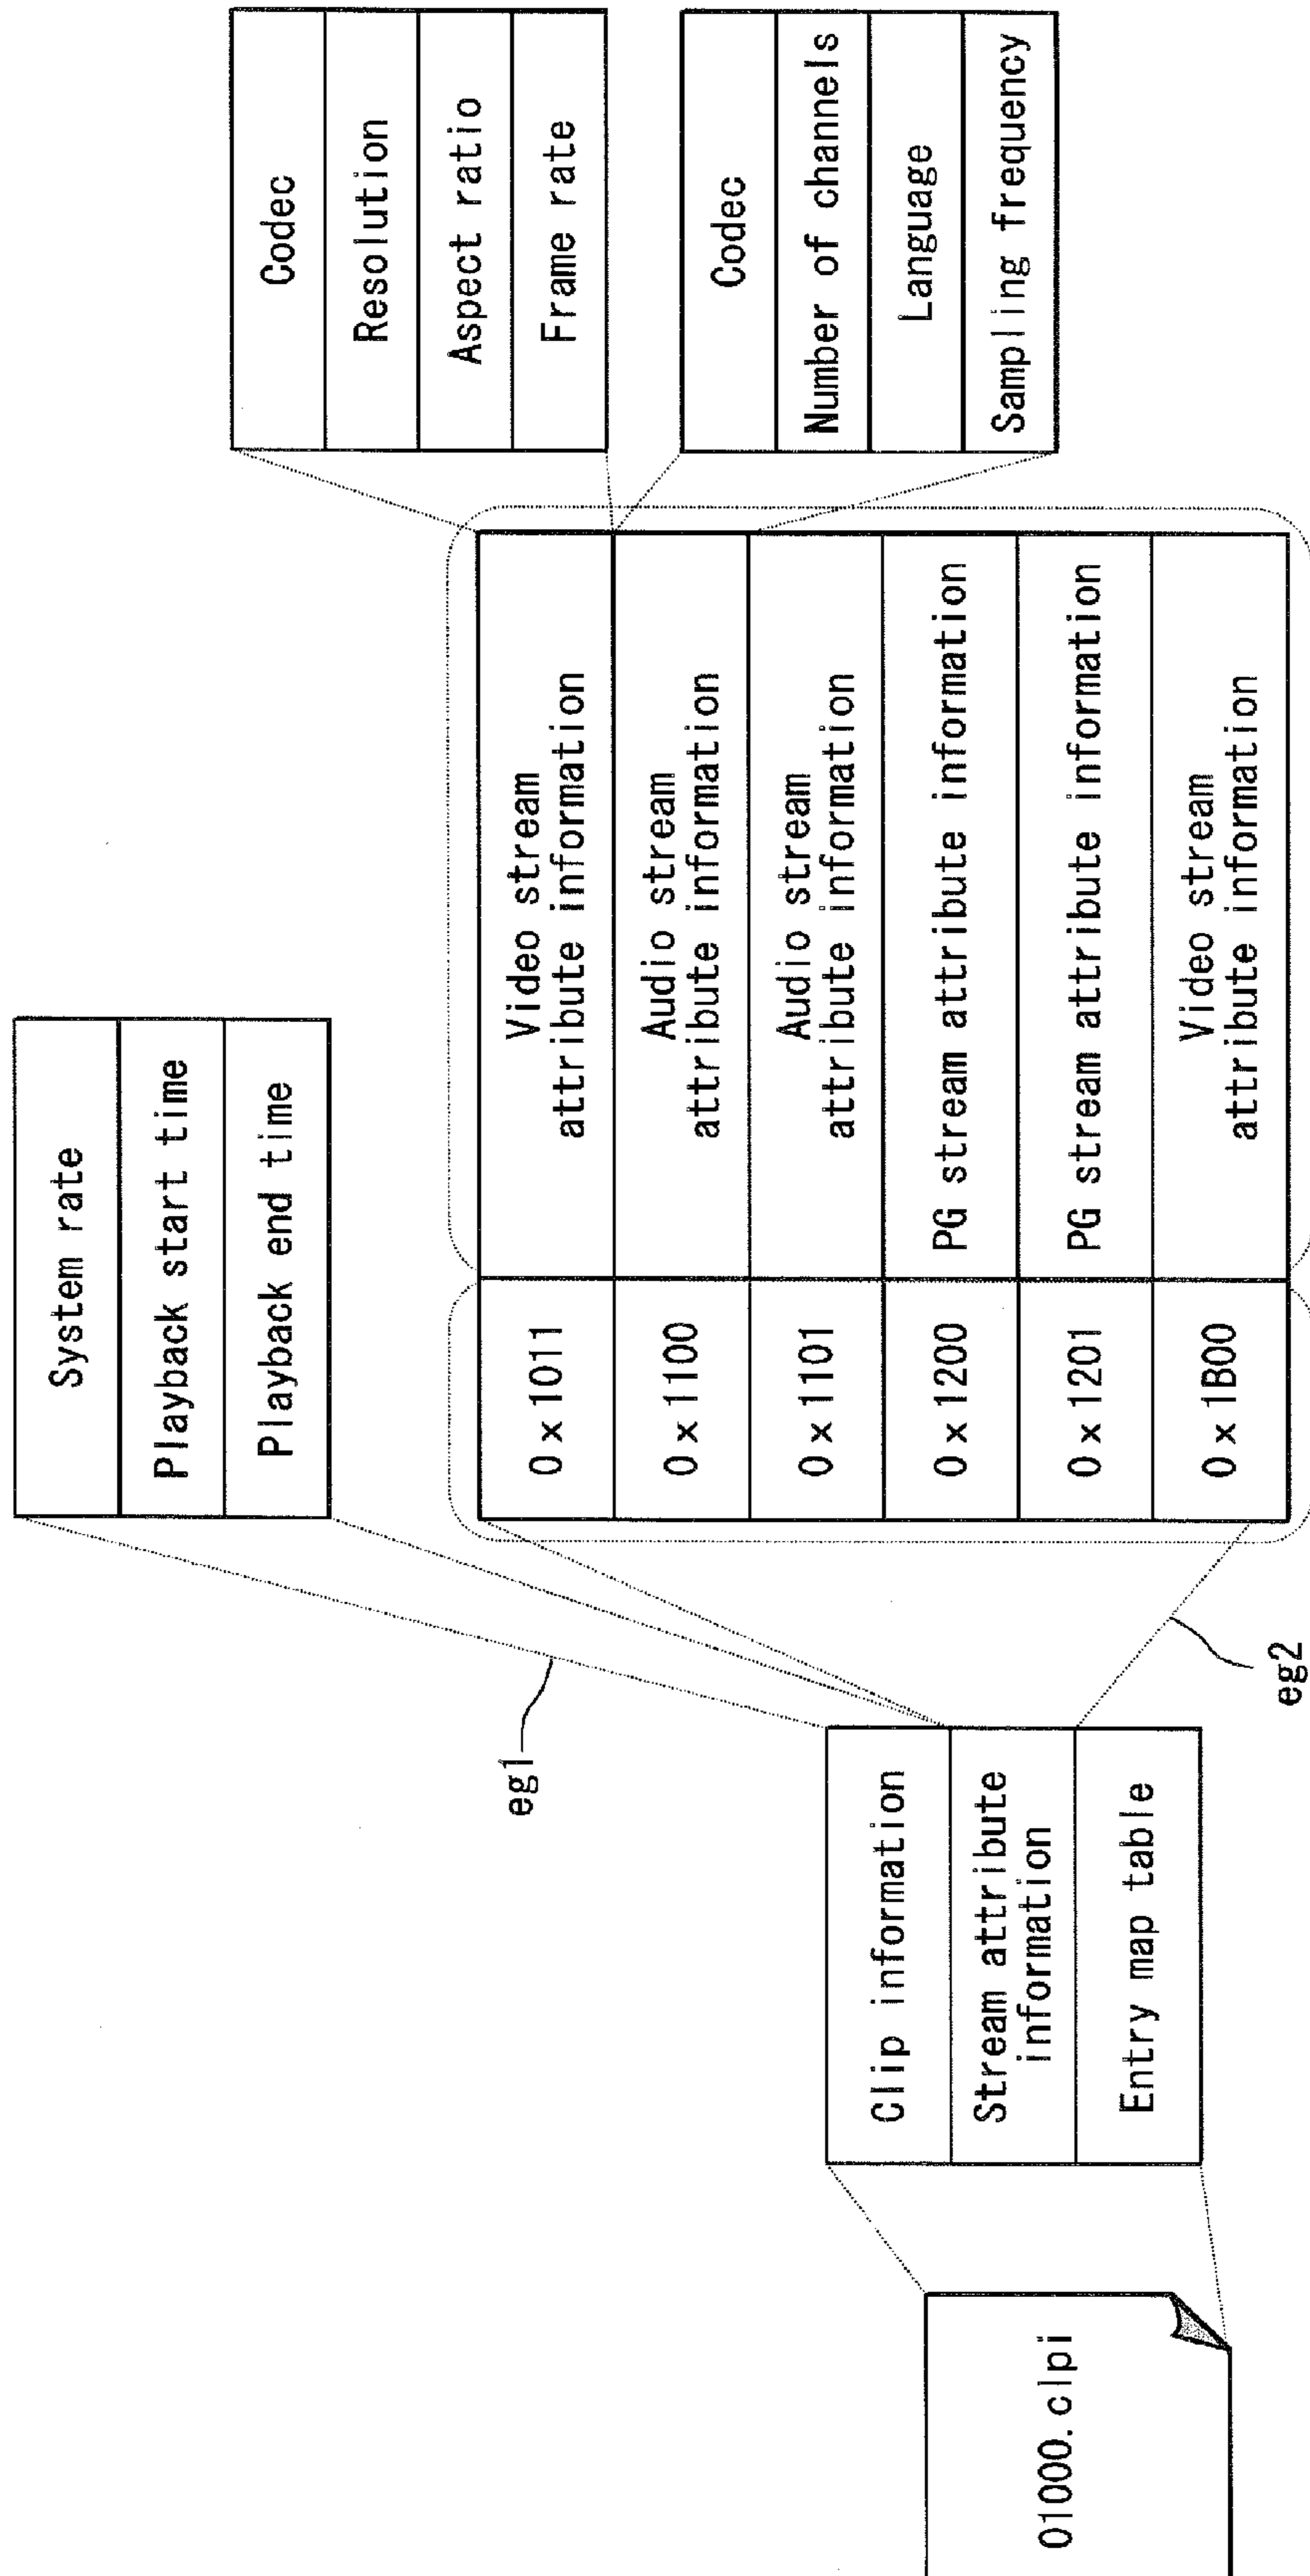 01000.clpi
Clip information
Stream attribute
information
Entry map table
eg1
eg2
System rate
Playback start time
Playback end time
0×1011
Video stream
attribute information
0×1100
Audio stream
attribute information
0×1101
Audio stream
attribute information
0×1200
PG stream attribute information
0×1201
PG stream attribute information
0×1B00
Video stream
attribute information
Codec
Resolution
Aspect ratio
Frame rate
Codec
Number of channels
Language
Sampling frequency